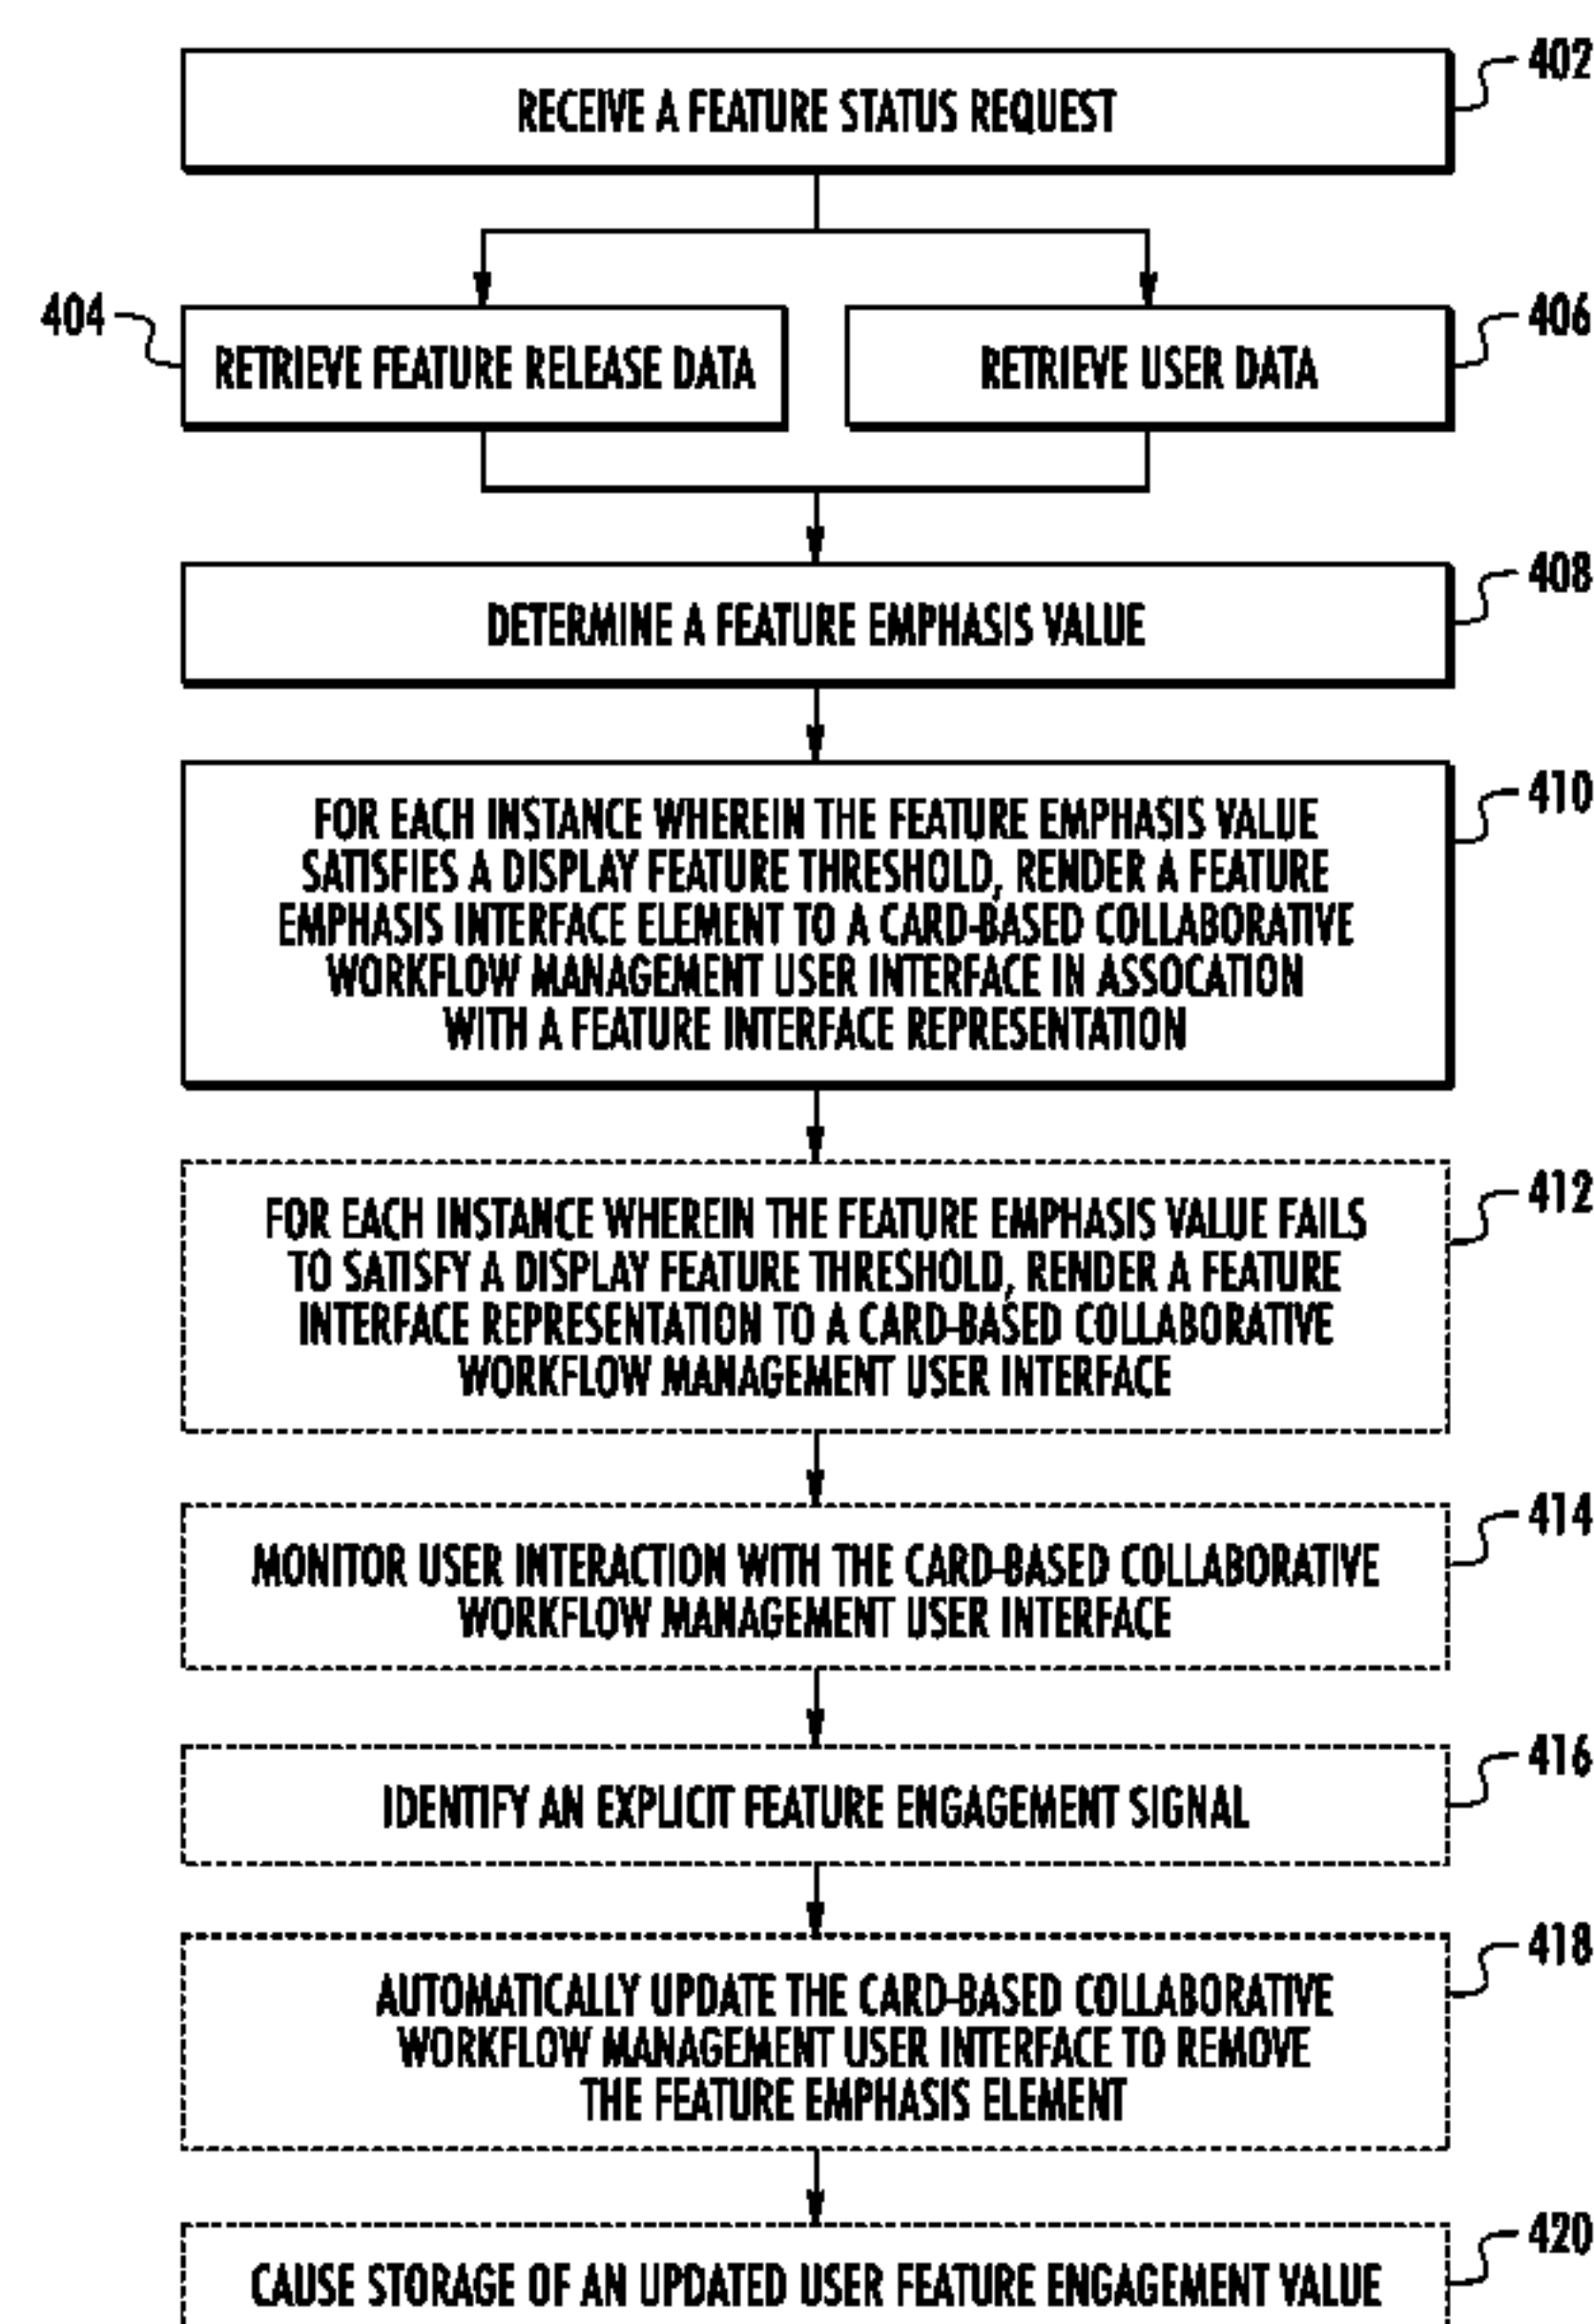 RECEIVE A FEATURE STATUS REQUEST
402
404
RETRIEVE FEATURE RELEASE DATA
RETRIEVE USER DATA
406
DETERMINE A FEATURE EMPHASIS VALUE
408
FOR EACH INSTANCE WHEREIN THE FEATURE EMPHASIS VALUE
SATISFIES A DISPLAY FEATURE THRESHOLD, RENDER A FEATURE
EMPHASIS INTERFACE ELEMENT TO A CARD-BASED COLLABORATIVE
WORKFLOW MANAGEMENT USER INTERFACE IN ASSOCATION
WITH A FEATURE INTERFACE REPRESENTATION
410
FOR EACH INSTANCE WHEREIN THE FEATURE EMPHASIS VALUE FAILS
TO SATISFY A DISPLAY FEATURE THRESHOLD, RENDER A FEATURE
INTERFACE REPRESENTATION TO A CARD-BASED COLLABORATIVE
WORKFLOW MANAGEMENT USER INTERFACE
412
MONITOR USER INTERACTION WITH THE CARD-BASED COLLABORATIVE
WORKFLOW MANAGEMENT USER INTERFACE
414
IDENTIFY AN EXPLICIT FEATURE ENGAGEMENT SIGNAL
416
AUTOMATICALLY UPDATE THE CARD-BASED COLLABORATIVE
WORKFLOW MANAGEMENT USER INTERFACE TO REMOVE
THE FEATURE EMPHASIS ELEMENT
418
CAUSE STORAGE OF AN UPDATED USER FEATURE ENGAGEMENT VALUE
420